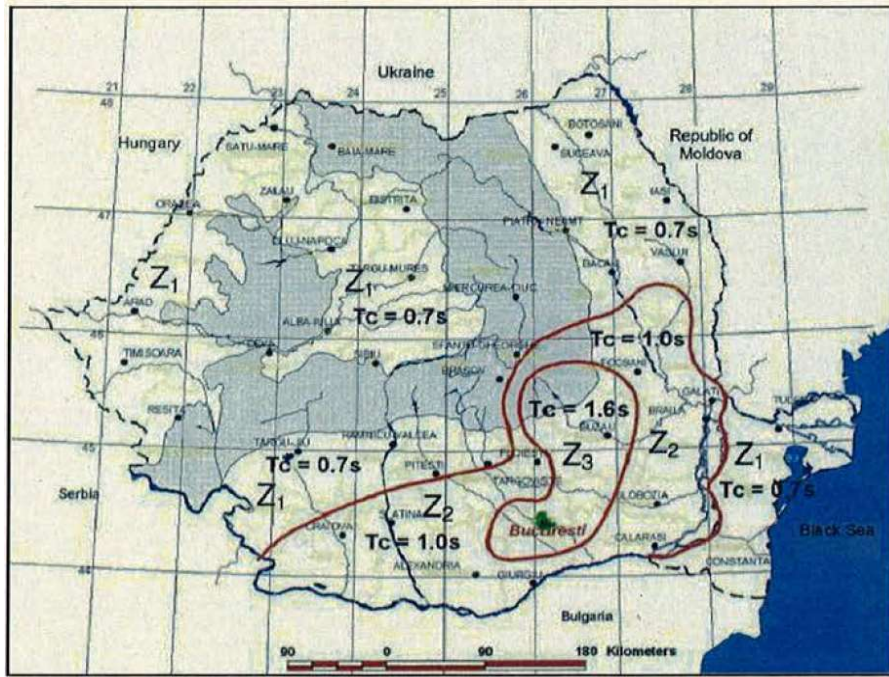 Ukraine
21
22
23
24
25
26
27
28
29
48
Hungary
SATU-MARE
BAIA-MARE
BOTOSANI
SUCEAVA
Republic of
Moldova
ZALAU
BISTRITA
Z1
IASI
ORADEA
47
PIATRA-NEAMT
Tc = 0.7s
CLUJ-NAPOCA
VASLUI
BACAU
TARGU-MURES
Z1
Z1
MIERCUREA-CIUC
ARAD
ALBA-IULIA
Tc = 0.7s
46
Tc = 1.0s
SFANTU-GHEORGHE
TIMISOARA
DEVA
SIBIU
FOCSANI
BRASOV
RESITA
Tc = 1.6s
GALATI
BRAILA
TULCEA
BUZAU
RAMNICU-VALCEA
45
TARGU-JIU
Z3
Z2
Z1
Tc = 0.7s
PITESTI
PLOIESTI
TARGOVISTE
Tc = 0.7s
Serbia
Z1
Z2
SLOBOZIA
SLATINA
CRAIOVA
Bucuresti
Black Sea
Tc = 1.0s
CALARASI
ALEXANDRIA
CONSTANTA
44
GIURGIU
Bulgaria
90
0
90
180 Kilometers